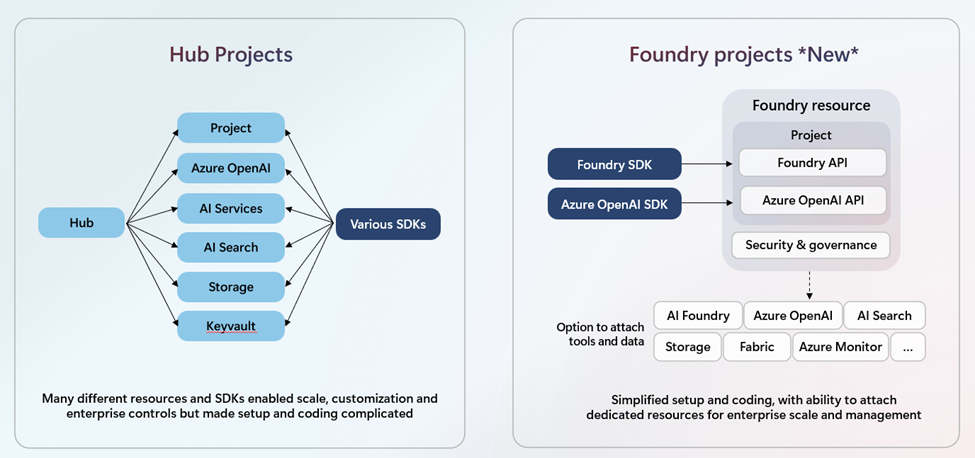 Hub Projects
Project
Azure OpenAI
AI Services
AI Search
Storage
Keyvault
Hub
Various SDKs
Many different resources and SDKs enabled scale, customization and
enterprise controls but made setup and coding complicated
Foundry projects *New*
Foundry resource
Project
Foundry SDK
Foundry API
Azure OpenAI SDK
Azure OpenAI API
Security & governance
Option to attach
tools and data
AI Foundry
Azure OpenAI
AI Search
Storage
Fabric
Azure Monitor
...
Simplified setup and coding, with ability to attach
dedicated resources for enterprise scale and management